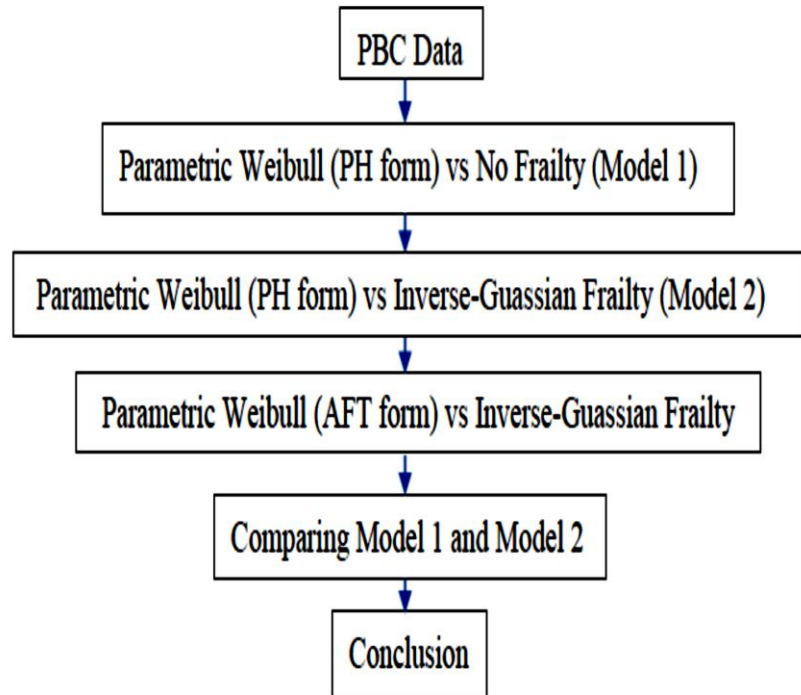 PBC Data
Parametric Weibull (PH form) vs No Frailty (Model 1)
Parametric Weibull (PH form) vs Inverse-Guassian Frailty (Model 2)
Parametric Weibull (AFT form) vs Inverse-Guassian Frailty
Comparing Model 1 and Model 2
Conclusion